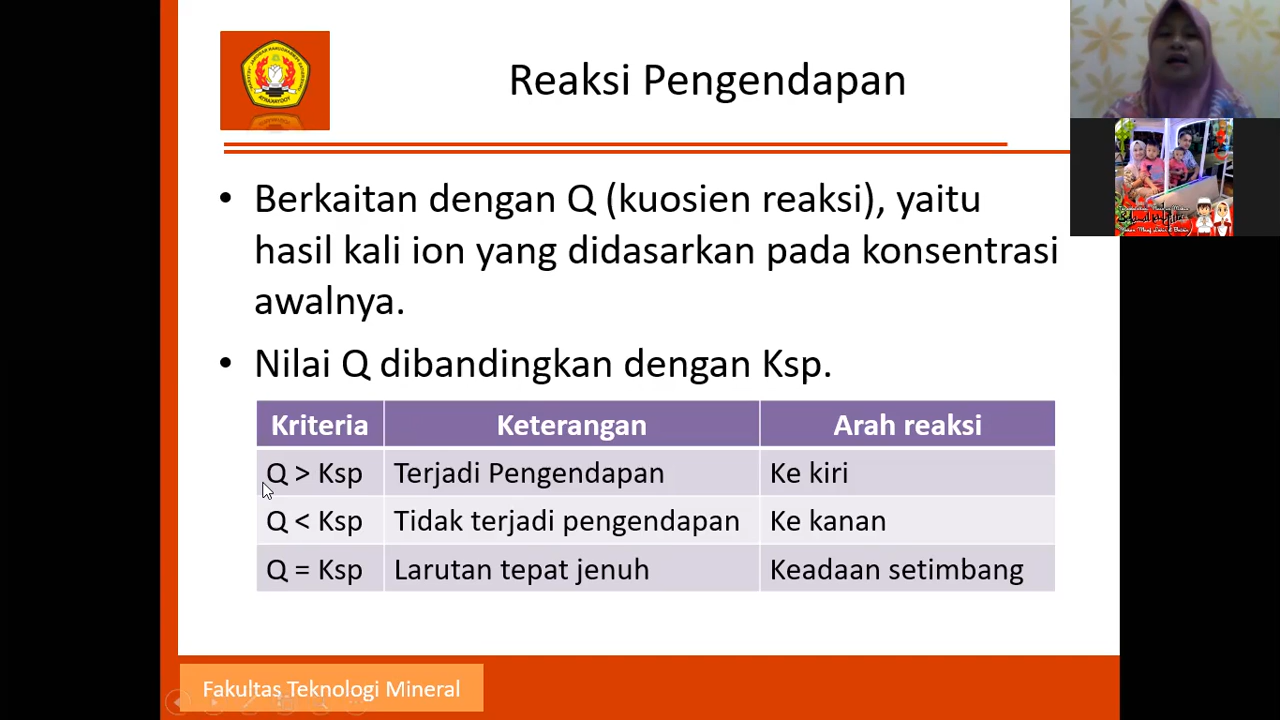 Reaksi Pengendapan
• Berkaitan dengan Q (kuosien reaksi), yaitu
hasil kali ion yang didasarkan pada konsentrasi
awalnya.
• Nilai Q dibandingkan dengan Ksp.
Kriteria Keterangan Arah reaksi
Q > Ksp Terjadi Pengendapan Ke kiri
Q < Ksp Tidak terjadi pengendapan Ke kanan
Q = Ksp Larutan tepat jenuh Keadaan setimbang
Fakultas Teknologi Mineral